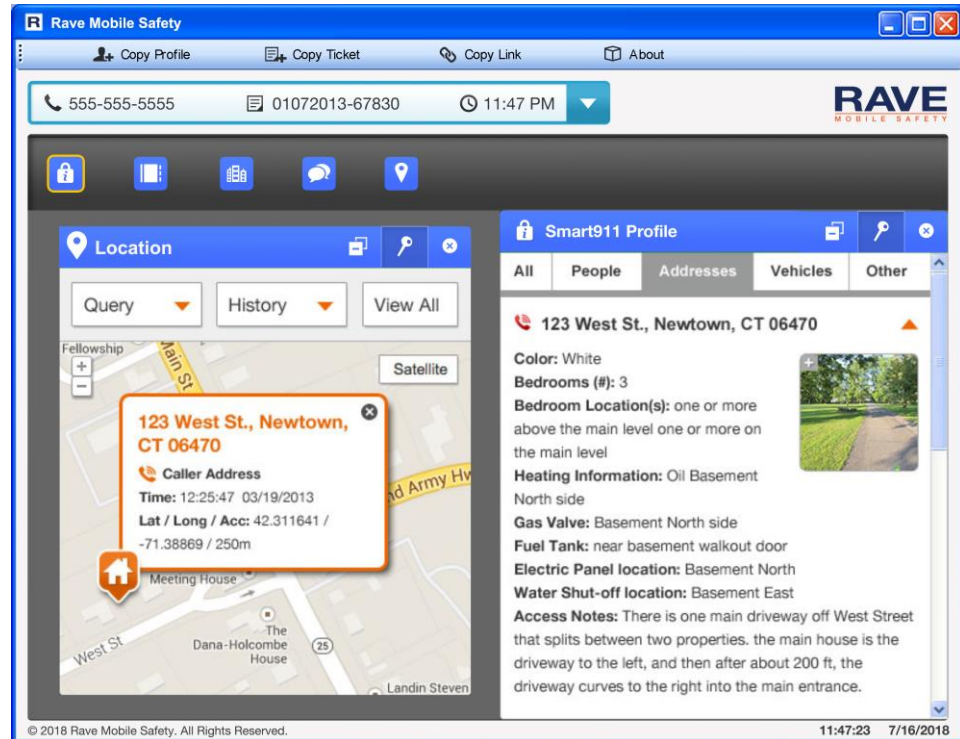 R Rave Mobile Safety
Copy Profile Copy Ticket Copy Link About
555-555-5555 01072013-67830 11:47 PM
RAVE
MOBILE SAFETY
Location
Query History View All
Fellowship
Main St
+
-
Satellite
123 West St., Newtown,
CT 06470
Caller Address
Time: 12:25:47 03/19/2013
Lat / Long / Acc: 42.311641 /
-71.38869 / 250m
nd Army Hw
Meeting House
The
Dana-Holcombe
House
25
West St
Landin Steven
Smart911 Profile
All People Addresses Vehicles Other
123 West St., Newtown, CT 06470
Color: White
Bedrooms (#): 3
Bedroom Location(s): one or more
above the main level one or more on
the main level
Heating Information: Oil Basement
North side
Gas Valve: Basement North side
Fuel Tank: near basement walkout
door
Electric Panel location: Basement North
Water Shut-off location: Basement East
Access Notes: There is one main driveway off West Street
that splits between two properties. the main house is the
driveway to the left, and then after about 200 ft, the
driveway curves to the right into the main entrance.
© 2018 Rave Mobile Safety. All Rights Reserved.
11:47:23 7/16/2018